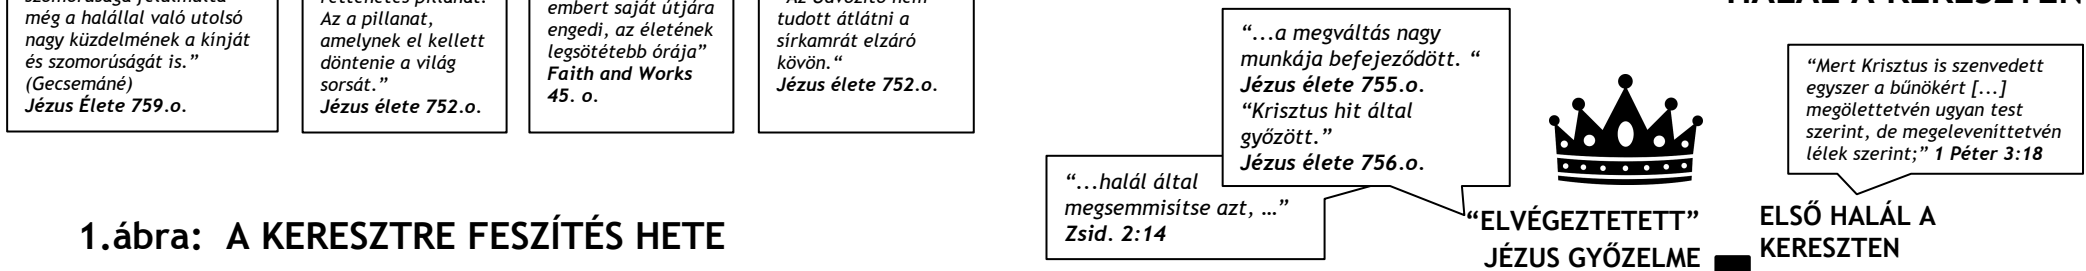 még a halállal való utolsó
nagy küzdelmének a kínját
és szomorúságát is.”
(Gecsemáné)
Jézus Élete 759.o.
Az a pillanat,
amelynek el kellett
döntenie a világ
sorsát.”
Jézus élete 752.o.
embert saját útjára
engedi, az életének
legsötétebb órája”
Faith and Works
45. o.
tudott átlátni a
sírkamrát elzáró
kövön.“
Jézus élete 752.o.
“...a megváltás nagy
munkája befejeződött. “
Jézus élete 755.o.
“Krisztus hit által
győzött.”
Jézus élete 756.o.
“...halál által
megsemmisítse azt, …”
Zsid. 2:14
“Mert Krisztus is szenvedett
egyszer a bűnökért [...]
megölettetvén ugyan test
szerint, de megeleveníttetvén
lélek szerint;” 1 Péter 3:18
“ELVÉGEZTETETT”
JÉZUS GYŐZELME
ELSŐ HALÁL A
KERESZTEN
1.ábra: A KERESZTRE FESZÍTÉS HETE